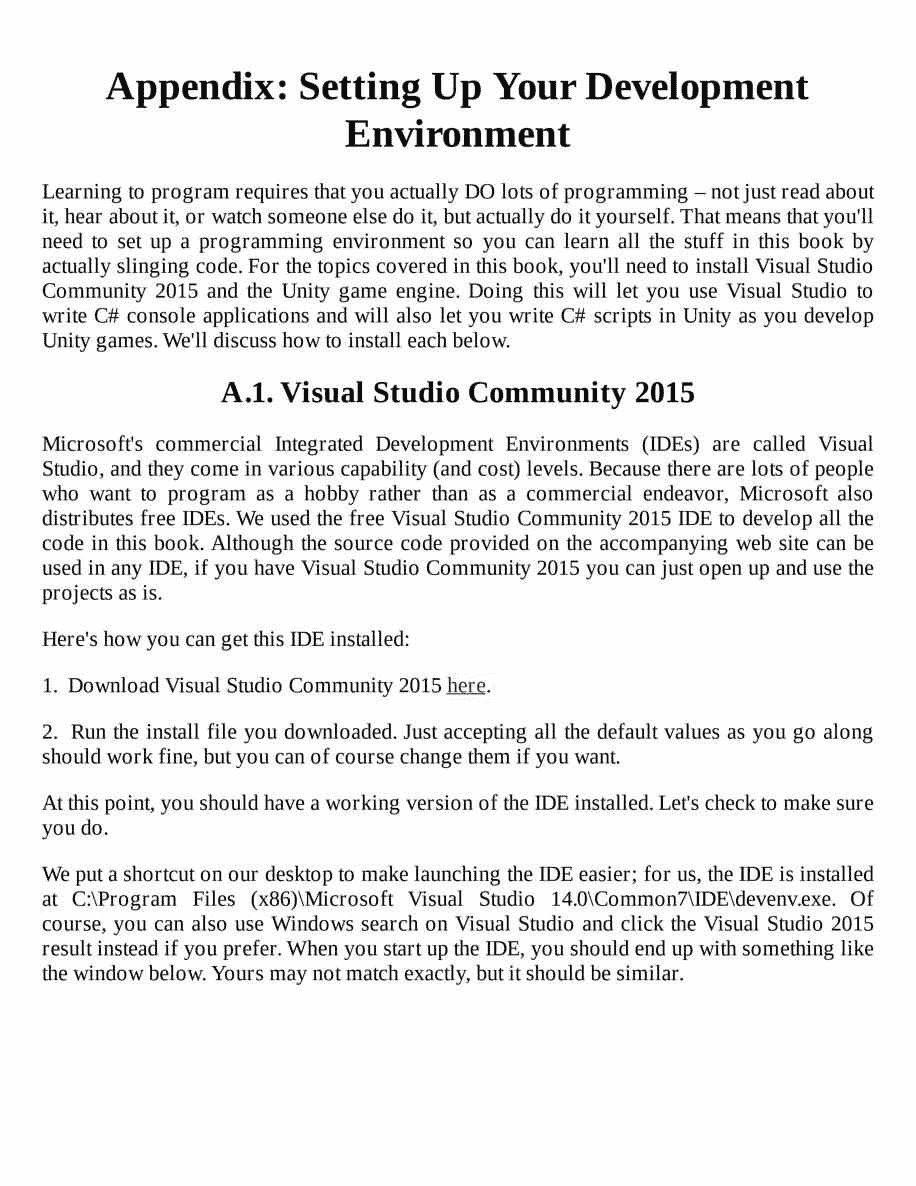 Appendix: Setting Up Your Development
Environment
Learning to program requires that you actually DO lots of programming – not just read about
it, hear about it, or watch someone else do it, but actually do it yourself. That means that you'll
need to set up a programming environment so you can learn all the stuff in this book by
actually slinging code. For the topics covered in this book, you'll need to install Visual Studio
Community 2015 and the Unity game engine. Doing this will let you use Visual Studio to
write C# console applications and will also let you write C# scripts in Unity as you develop
Unity games. We'll discuss how to install each below.
A.1. Visual Studio Community 2015
Microsoft's commercial Integrated Development Environments (IDEs) are called Visual
Studio, and they come in various capability (and cost) levels. Because there are lots of people
who want to program as a hobby rather than as a commercial endeavor, Microsoft also
distributes free IDEs. We used the free Visual Studio Community 2015 IDE to develop all the
code in this book. Although the source code provided on the accompanying web site can be
used in any IDE, if you have Visual Studio Community 2015 you can just open up and use the
projects as is.
Here's how you can get this IDE installed:
1. Download Visual Studio Community 2015 here.
2. Run the install file you downloaded. Just accepting all the default values as you go along
should work fine, but you can of course change them if you want.
At this point, you should have a working version of the IDE installed. Let's check to make sure
you do.
We put a shortcut on our desktop to make launching the IDE easier; for us, the IDE is installed
at C:\Program Files (x86)\Microsoft Visual Studio 14.0\Common7\IDE\devenv.exe. Of
course, you can also use Windows search on Visual Studio and click the Visual Studio 2015
result instead if you prefer. When you start up the IDE, you should end up with something like
the window below. Yours may not match exactly, but it should be similar.